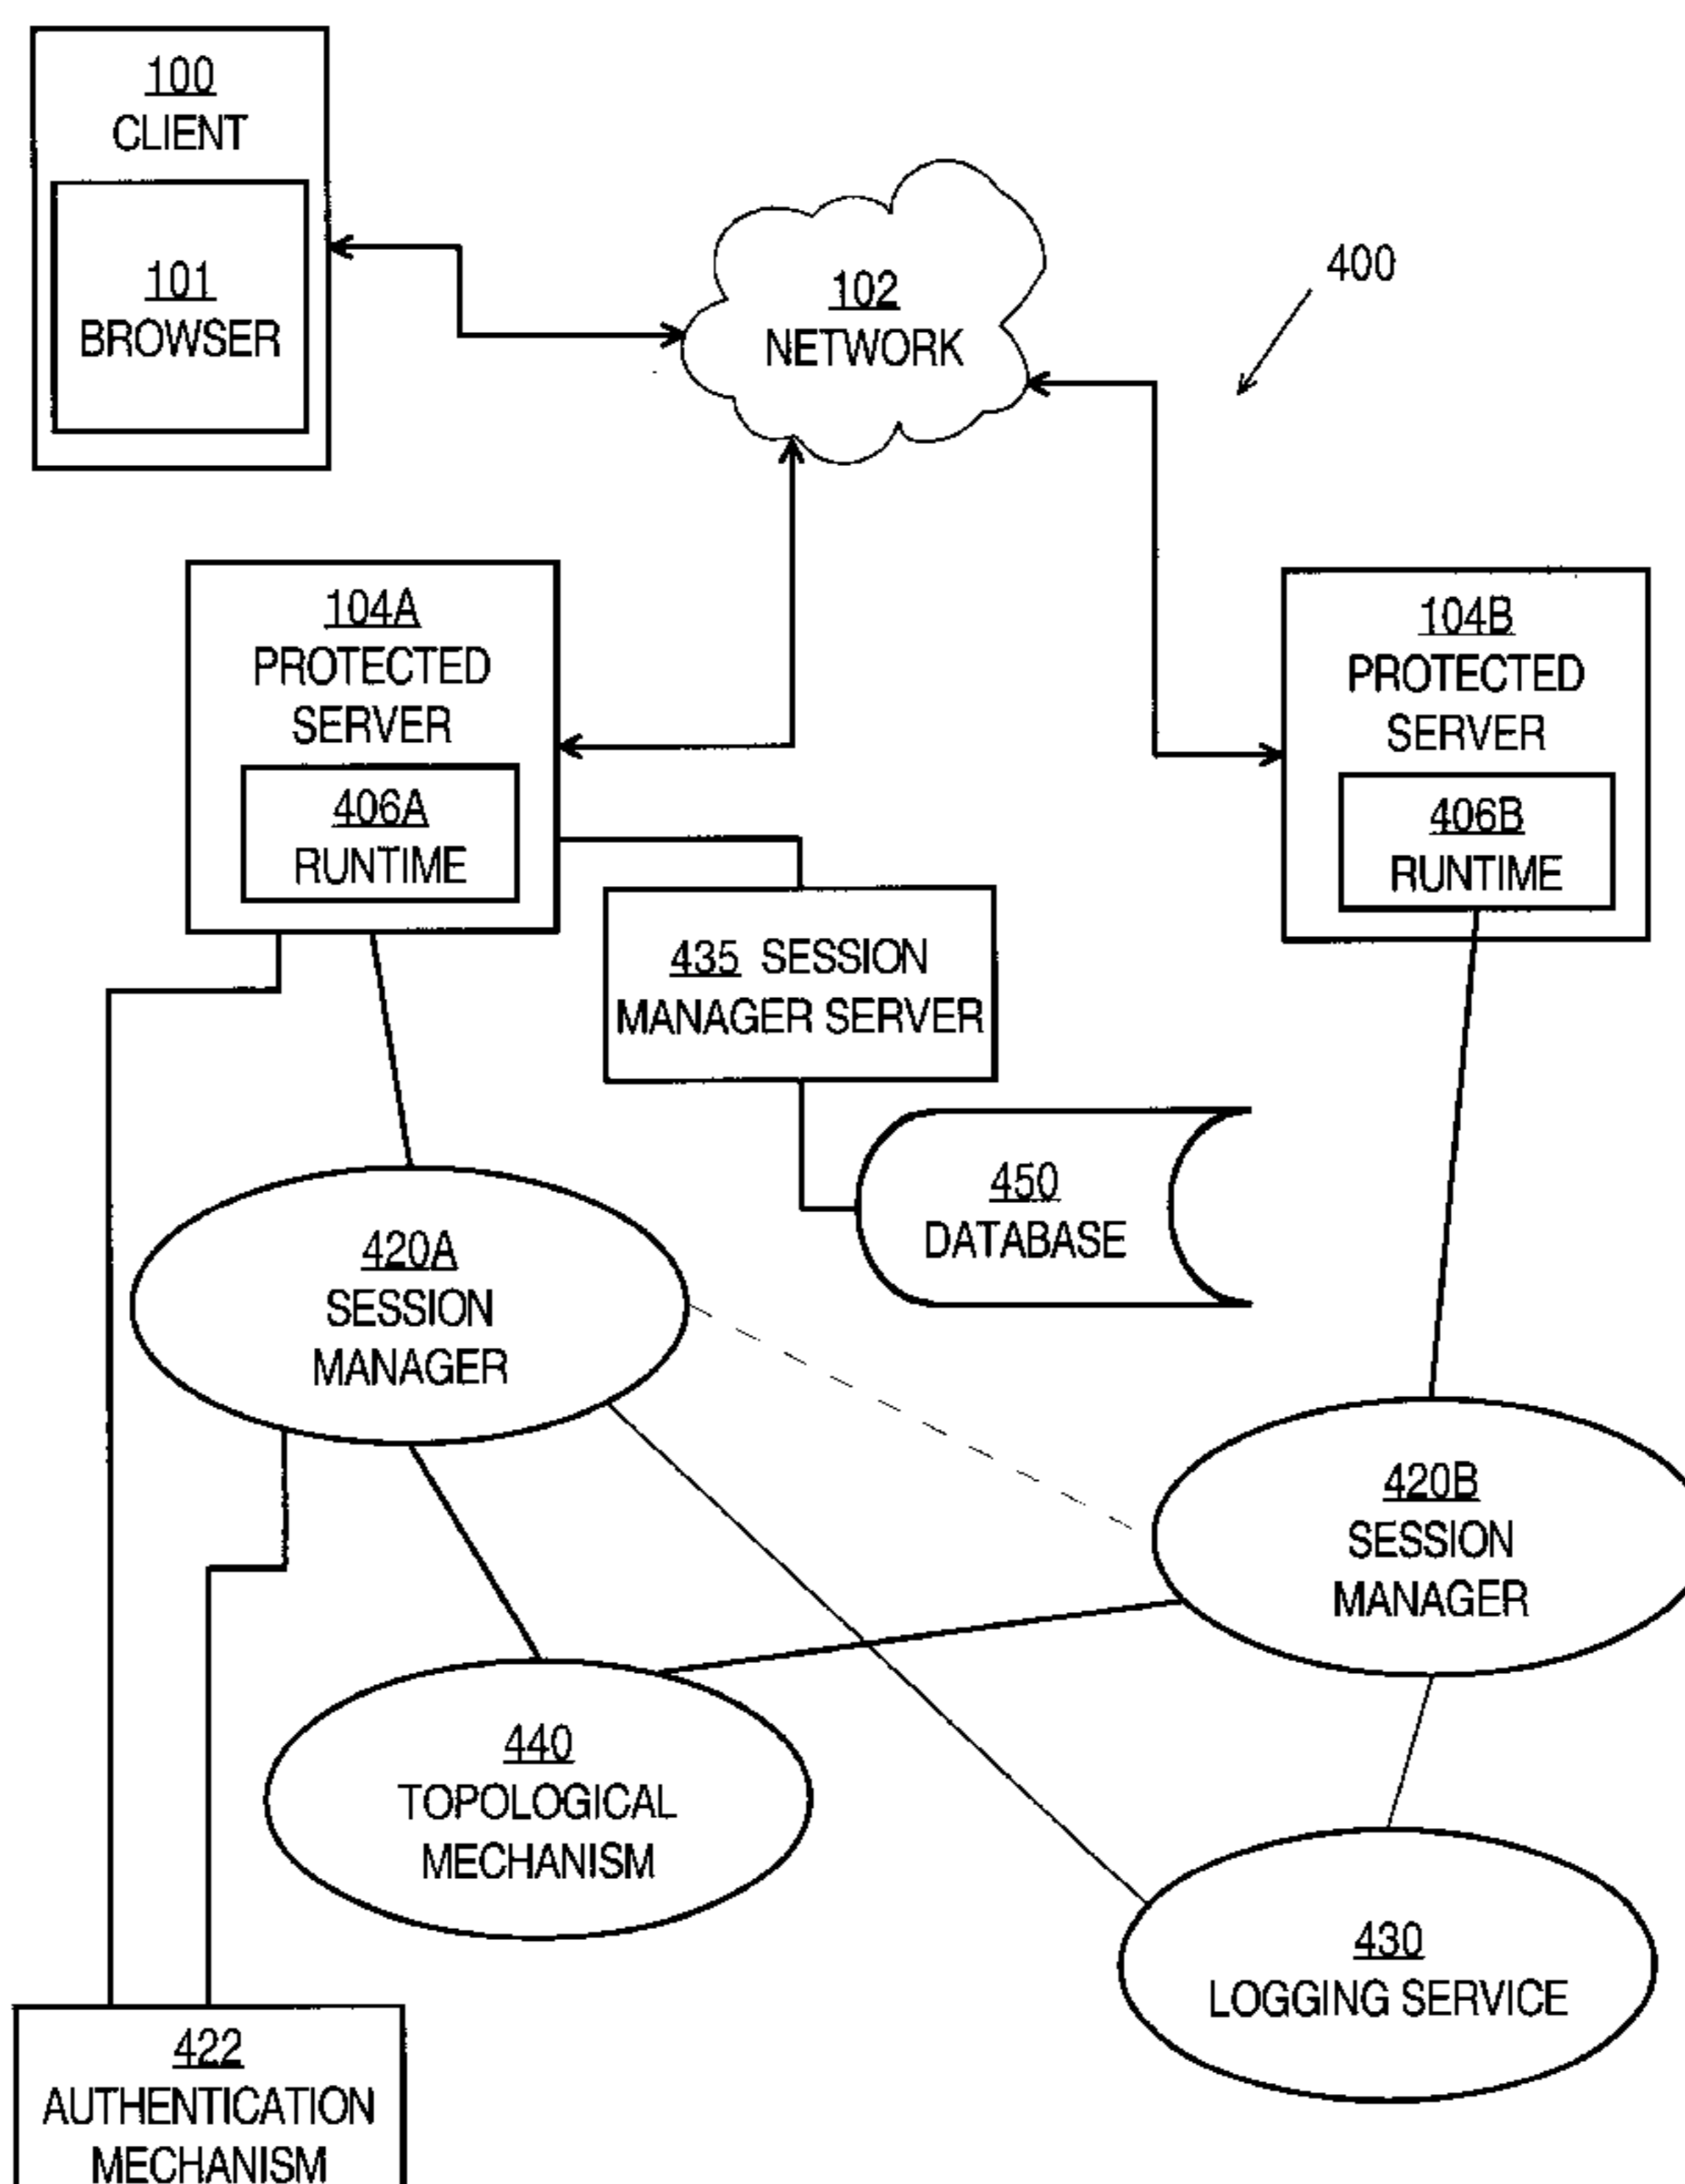 100
CLIENT
101
BROWSER
102
NETWORK
400
104A
PROTECTED
SERVER
406A
RUNTIME
104B
PROTECTED
SERVER
406B
RUNTIME
435 SESSION
MANAGER SERVER
450
DATABASE
420A
SESSION
MANAGER
420B
SESSION
MANAGER
440
TOPOLOGICAL
MECHANISM
430
LOGGING SERVICE
422
AUTHENTICATION
MECHANISM